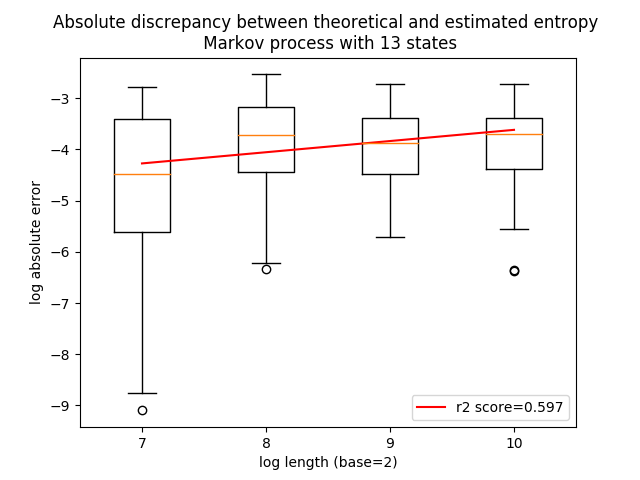 Absolute discrepancy between theoretical and estimated entropy
Markov process with 13 states
−3
−4
−5
−6
−7
−8
−9
log absolute error
r2 score=0.597
7
8
9
10
log length (base=2)